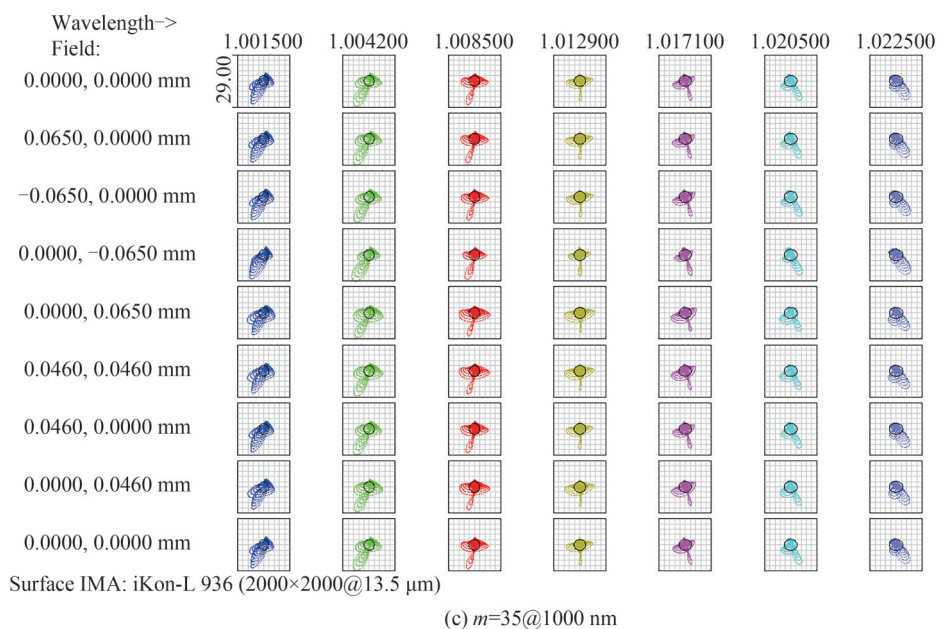 Wavelength−>
Field:
1.001500 1.004200 1.008500 1.012900 1.017100 1.020500 1.022500
29.00
0.0000, 0.0000 mm
0.0650, 0.0000 mm
−0.0650, 0.0000 mm
0.0000, −0.0650 mm
0.0000, 0.0650 mm
0.0460, 0.0460 mm
0.0460, 0.0000 mm
0.0000, 0.0460 mm
0.0000, 0.0000 mm
Surface IMA: iKon-L 936 (2000×2000@13.5 μm)
(c) m=35@1000 nm